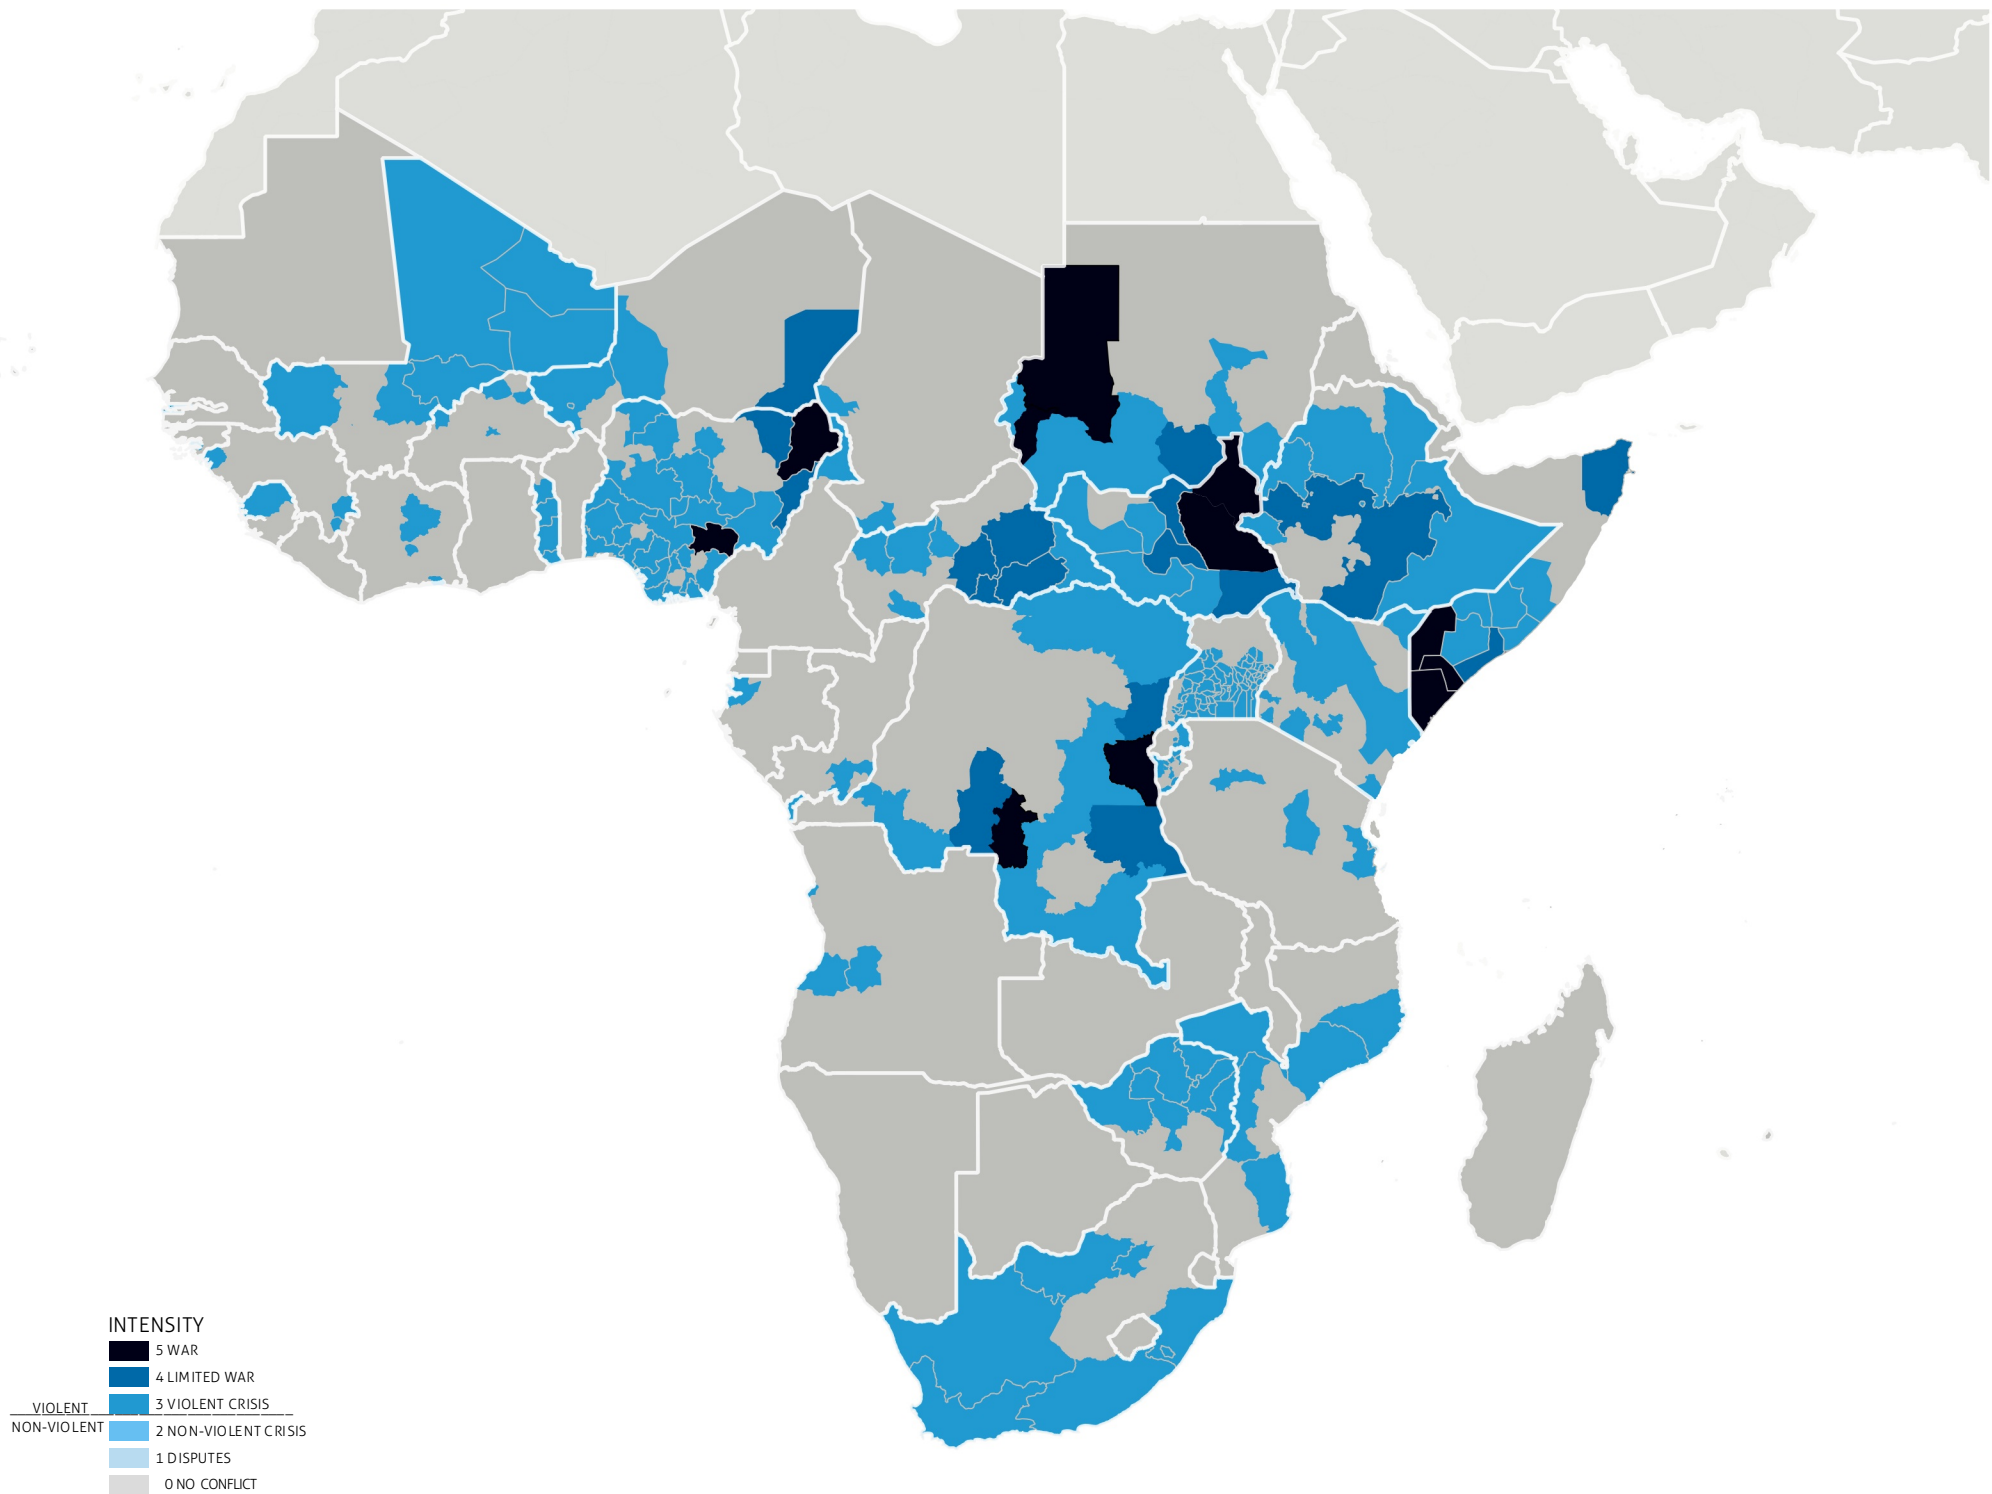 INTENSITY
5 WAR
4 LIMITED WAR
3 VIOLENT CRISIS
VIOLENT
NON-VIOLENT
2 NON-VIOLENT CRISIS
1 DISPUTES
0 NO CONFLICT